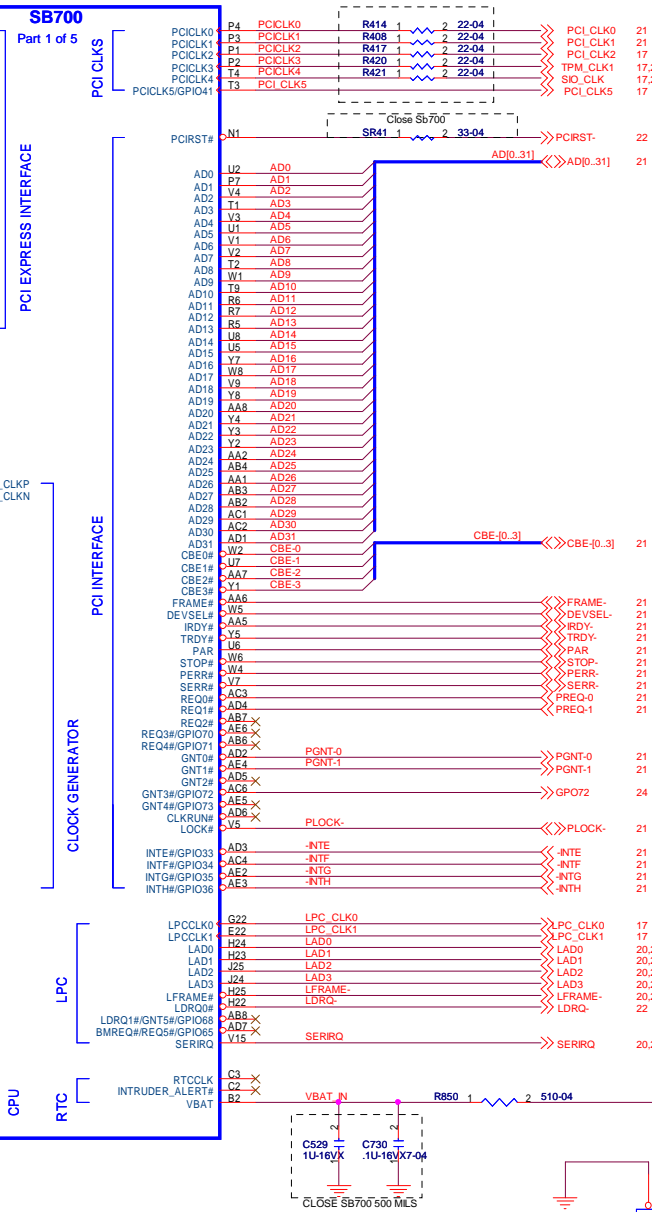 SB700
Part 1 of 5
PCI CLKS
PCICLK0 P4 PCICLK0 R414 1 2 22-04 PCI_CLK0 21
PCICLK1 P3 PCICLK1 R408 1 2 22-04 PCI_CLK1 21
PCICLK2 P1 PCICLK2 R417 1 2 22-04 PCI_CLK2 17
PCICLK3 P2 PCICLK3 R420 1 2 22-04 TPM_CLK1 17,
PCICLK4 T4 PCICLK4 R421 1 2 22-04 SIO_CLK 17,
PCICLK5/GPIO41 T3 PCI_CLK5 PCI_CLK5 17
Close Sb700
PCIRST# N1 SR41 1 2 33-04 PCIRST- 22
PCI EXPRESS INTERFACE
AD[0..31] AD[0..31] 21
AD0 U2 AD0
AD1 P7 AD1
AD2 V4 AD2
AD3 T1 AD3
AD4 V3 AD4
AD5 U1 AD5
AD6 V1 AD6
AD7 V2 AD7
AD8 T2 AD8
AD9 W1 AD9
AD10 T9 AD10
AD11 R6 AD11
AD12 R7 AD12
AD13 R5 AD13
AD14 U8 AD14
AD15 U5 AD15
AD16 Y7 AD16
AD17 W8 AD17
AD18 V9 AD18
AD19 Y8 AD19
AD20 AA8 AD20
AD21 Y4 AD21
AD22 Y3 AD22
AD23 Y2 AD23
AD24 AA2 AD24
AD25 AB4 AD25
AD26 AA1 AD26
AD27 AB3 AD27
AD28 AB2 AD28
AD29 AC1 AD29
AD30 AC2 AD30
AD31 AD1 AD31
_CLKP
_CLKN
PCI INTERFACE
CBE-[0..3] CBE-[0..3] 21
CBE0# W2 CBE-0
CBE1# U7 CBE-1
CBE2# AA7 CBE-2
CBE3# Y1 CBE-3
FRAME# AA6 FRAME- 21
DEVSEL# W5 DEVSEL- 21
IRDY# AA5 IRDY- 21
TRDY# Y5 TRDY- 21
PAR U6 PAR 21
STOP# W6 STOP- 21
PERR# W4 PERR- 21
SERR# V7 SERR- 21
REQ0# AC3 PREQ-0 21
REQ1# AD4 PREQ-1 21
REQ2# AB7
REQ3#/GPIO70 AE6
REQ4#/GPIO71 AB6
GNT0# AD2 PGNT-0 PGNT-0 21
GNT1# AE4 PGNT-1 PGNT-1 21
GNT2# AD5
GNT3#/GPIO72 AC6 GPO72 24
GNT4#/GPIO73 AE5
CLKRUN# AD6
LOCK# V5 PLOCK- PLOCK- 21
CLOCK GENERATOR
INTE#/GPIO33 AD3 -INTE -INTE 21
INTF#/GPIO34 AC4 -INTF -INTF 21
INTG#/GPIO35 AE2 -INTG -INTG 21
INTH#/GPIO36 AE3 -INTH -INTH 21
LPC
LPCCLK0 G22 LPC_CLK0 LPC_CLK0 17
LPCCLK1 E22 LPC_CLK1 LPC_CLK1 17
LAD0 H24 LAD0 LAD0 20,
LAD1 H23 LAD1 LAD1 20,
LAD2 J25 LAD2 LAD2 20,
LAD3 J24 LAD3 LAD3 20,
LFRAME# H25 LFRAME- LFRAME- 20,
LDRQ0# H22 LDRQ- LDRQ- 22
LDRQ1#/GNT5#/GPIO68 AB8
BMREQ#/REQ5#/GPIO65 AD7
SERIRQ V15 SERIRQ SERIRQ 20,
CPU
RTC
RTCCLK C3
INTRUDER_ALERT# C2
VBAT B2 VBAT_IN R850 1 2 510-04
2 2
C529 C730
1U-16VX .1U-16VX7-04
1 1
CLOSE SB700 500 MILS